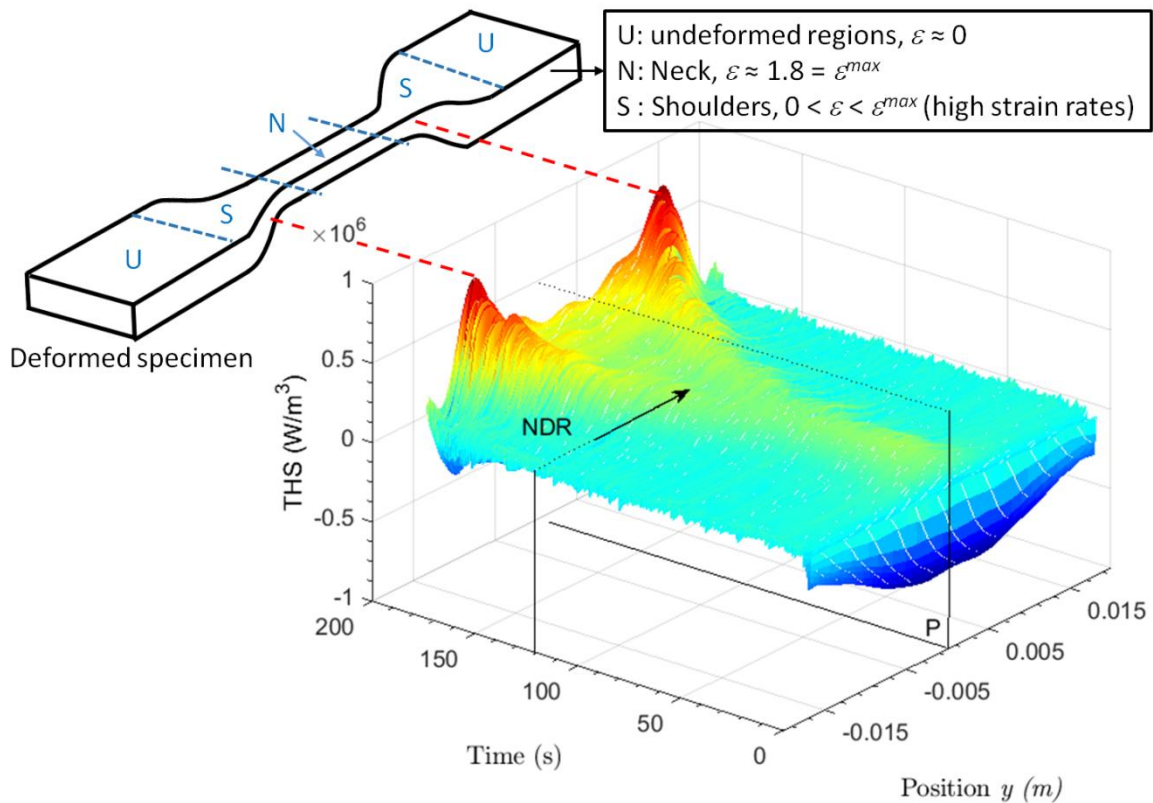 U: undeformed regions, ε ≈ 0
N: Neck, ε ≈ 1.8 = ε^max
S : Shoulders, 0 < ε < ε^max (high strain rates)
U
S
N
S
U
Deformed specimen
×10^6
1
0.5
0
-0.5
-1
THS (W/m^3)
NDR
P
200
150
100
50
0
Time (s)
0.015
0.005
-0.005
-0.015
Position y (m)